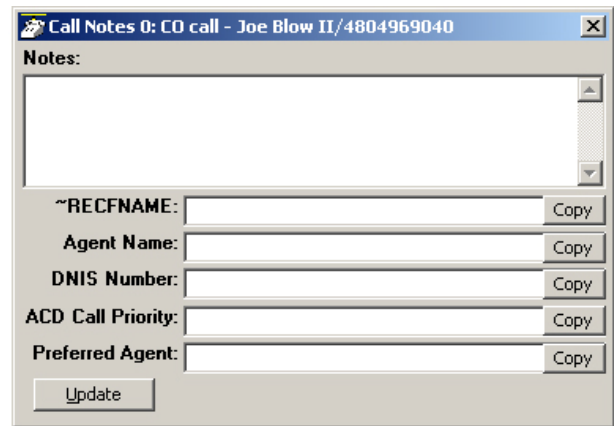 Call Notes 0: CO call - Joe Blow II/4804969040
Notes:
~RECFNAME: Copy
Agent Name: Copy
DNIS Number: Copy
ACD Call Priority: Copy
Preferred Agent: Copy
Update